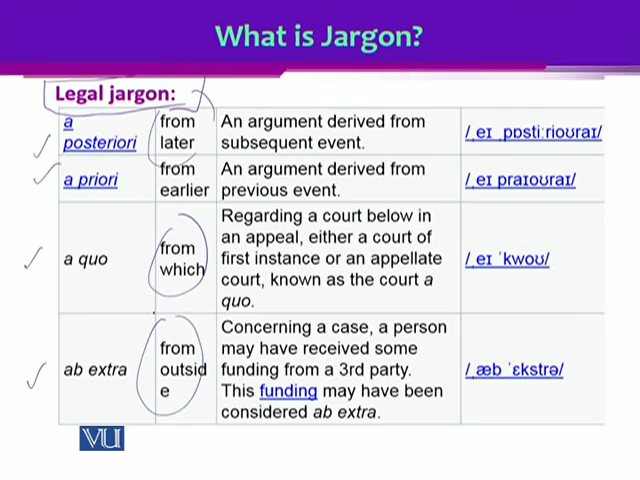 What is Jargon?
Legal jargon:
a posteriori from later An argument derived from subsequent event. /ˌeɪ ˌpɒstiːrioʊraɪ/
a priori from earlier An argument derived from previous event. /ˌeɪ praɪoʊraɪ/
a quo from which Regarding a court below in
an appeal, either a court of
first instance or an appellate
court, known as the court a
quo. /ˌeɪ ˈkwoʊ/
ab extra from outside Concerning a case, a person
may have received some
funding from a 3rd party.
This funding may have been
considered ab extra. /ˌæb ˈɛkstrə/
VU